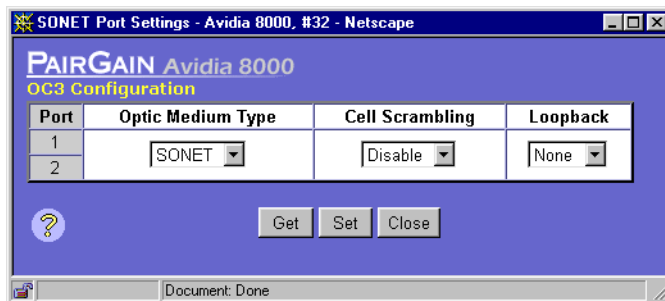 SONET Port Settings - Avidia 8000, #32 - Netscape
PAIRGAIN Avidia 8000
OC3 Configuration
Port Optic Medium Type Cell Scrambling Loopback
1
SONET Disable None
2
? Get Set Close
Document: Done